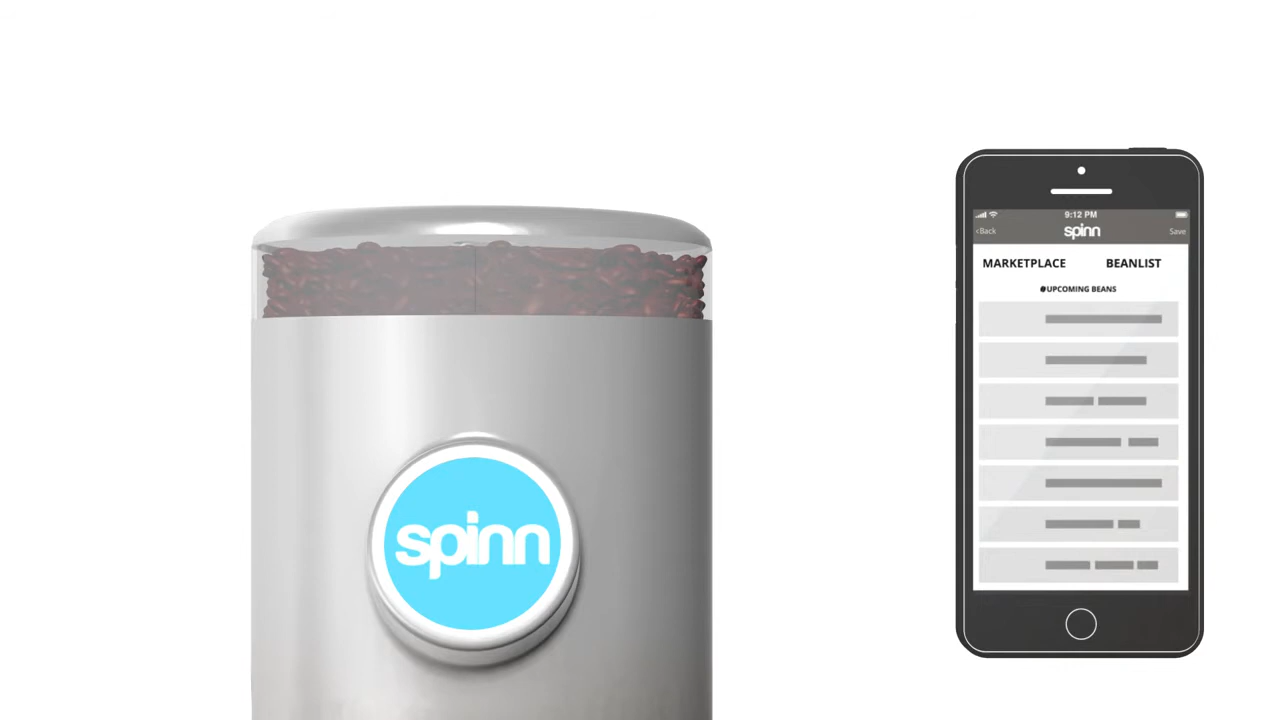 spinn
9:12 PM
‹Back spinn Save
MARKETPLACE BEANLIST
UPCOMING BEANS